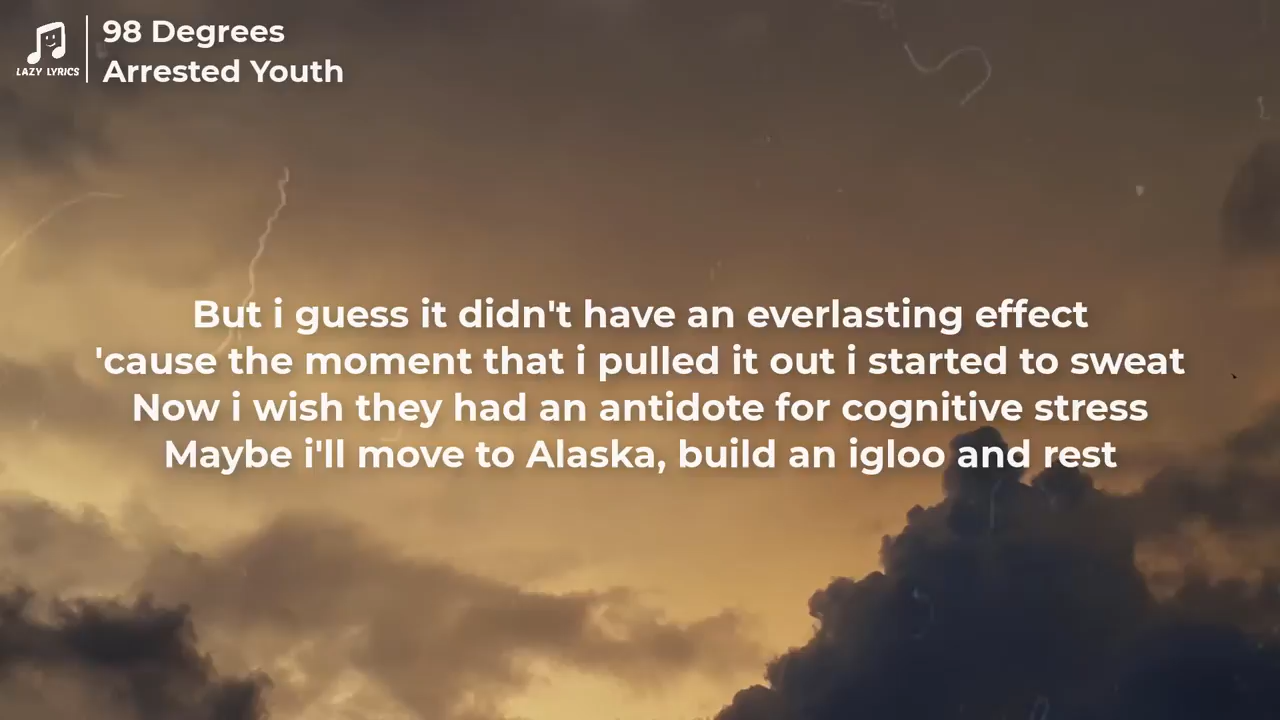 98 Degrees
Arrested Youth
LAZY LYRICS
But i guess it didn't have an everlasting effect
'cause the moment that i pulled it out i started to sweat
Now i wish they had an antidote for cognitive stress
Maybe i'll move to Alaska, build an igloo and rest